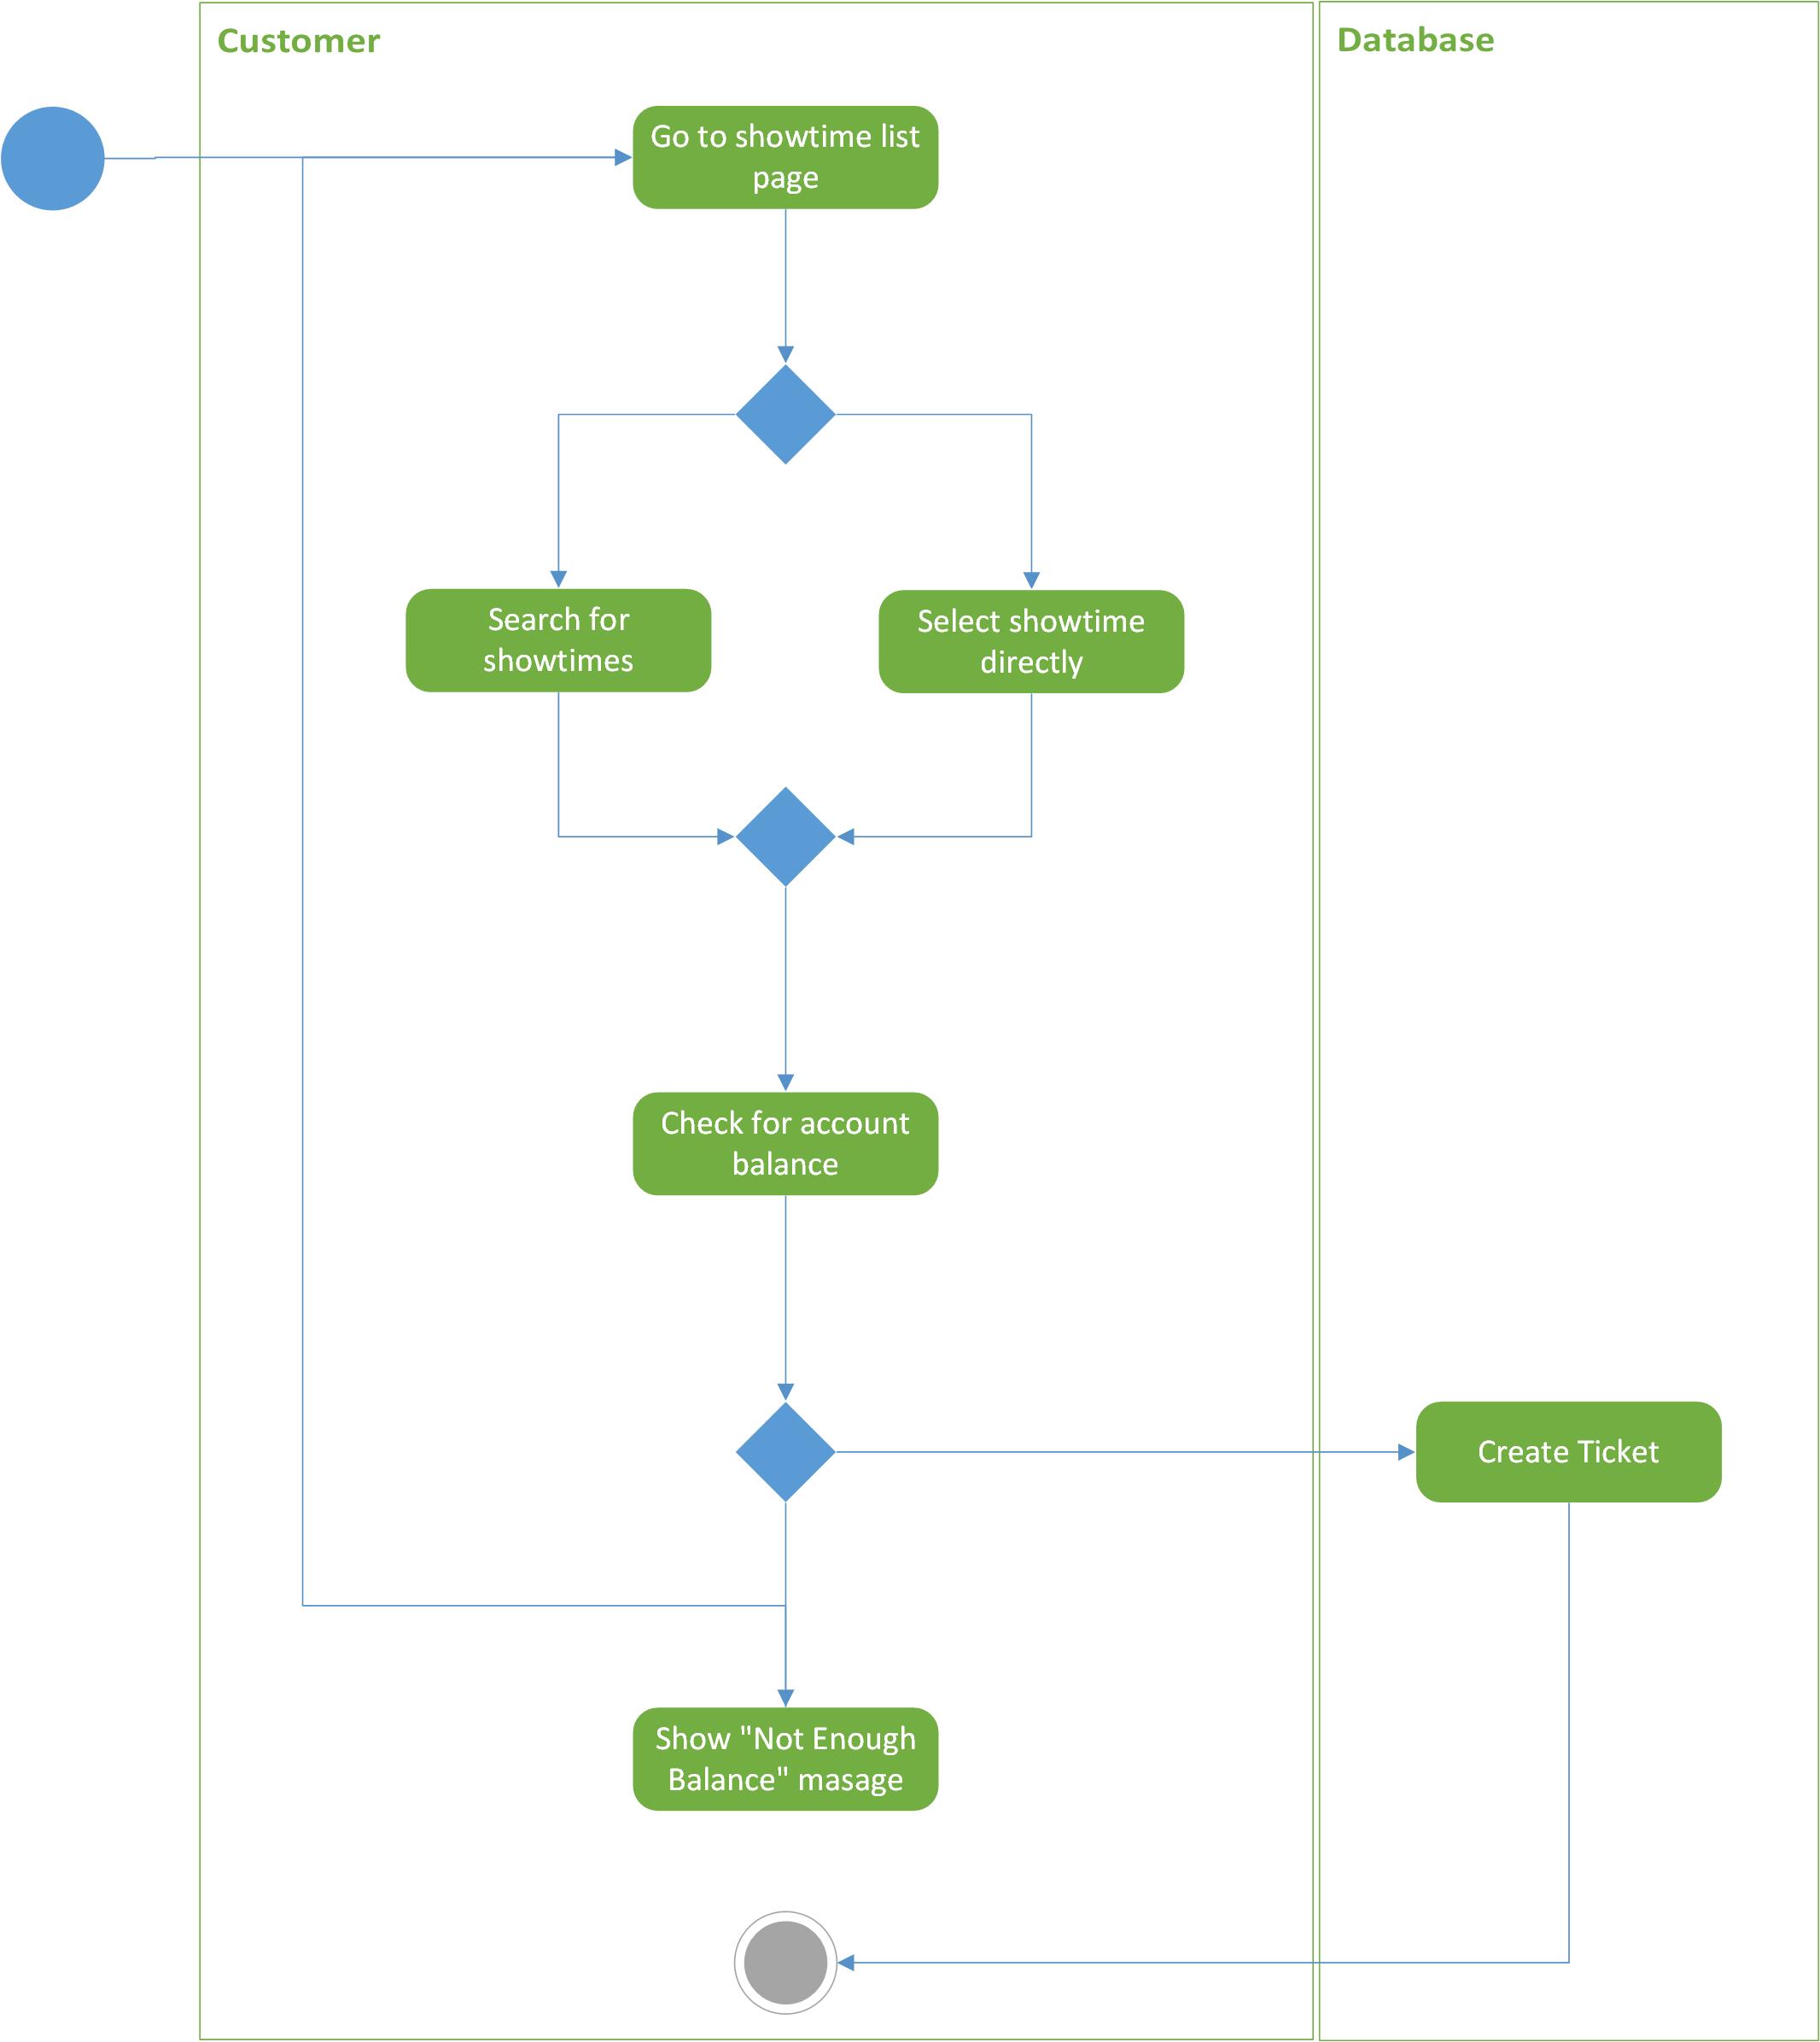 Customer
Database
Go to showtime list
page
Search for
showtimes
Select showtime
directly
Check for account
balance
Create Ticket
Show "Not Enough
Balance" masage